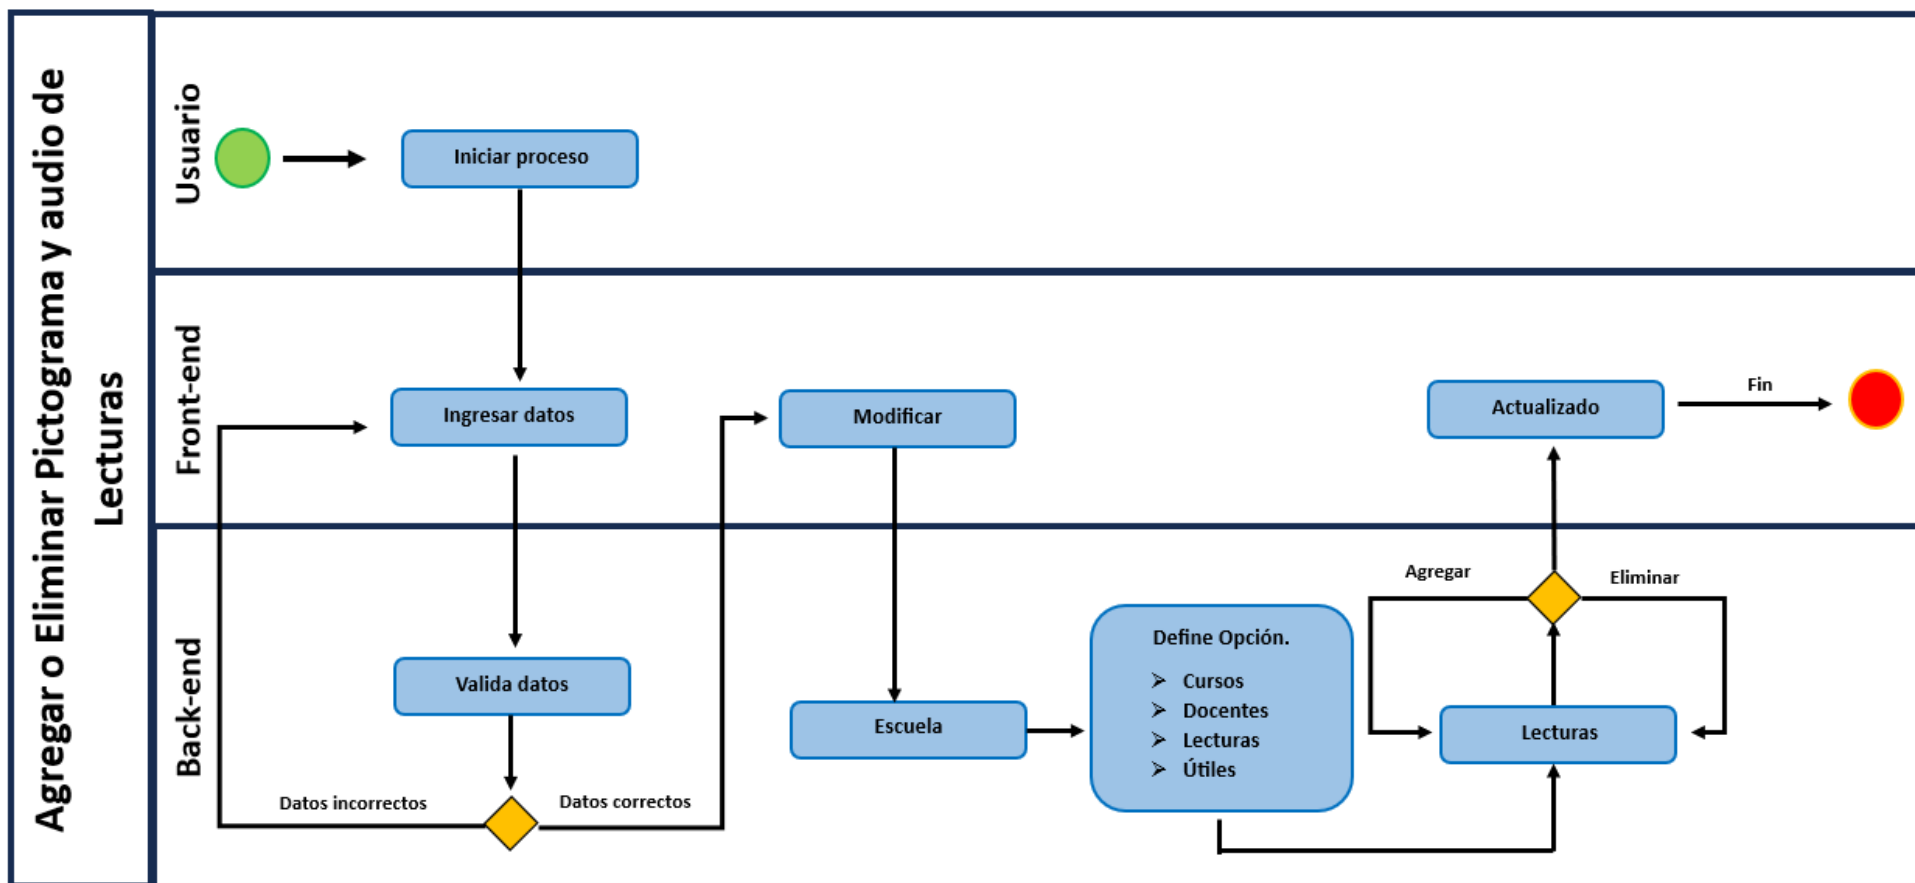 Agregar o Eliminar Pictograma y audio de
Lecturas
Usuario
Iniciar proceso
Front-end
Ingresar datos
Modificar
Actualizado
Fin
Back-end
Valida datos
Datos incorrectos
Datos correctos
Escuela
Define Opción.
➢ Cursos
➢ Docentes
➢ Lecturas
➢ Útiles
Agregar
Eliminar
Lecturas